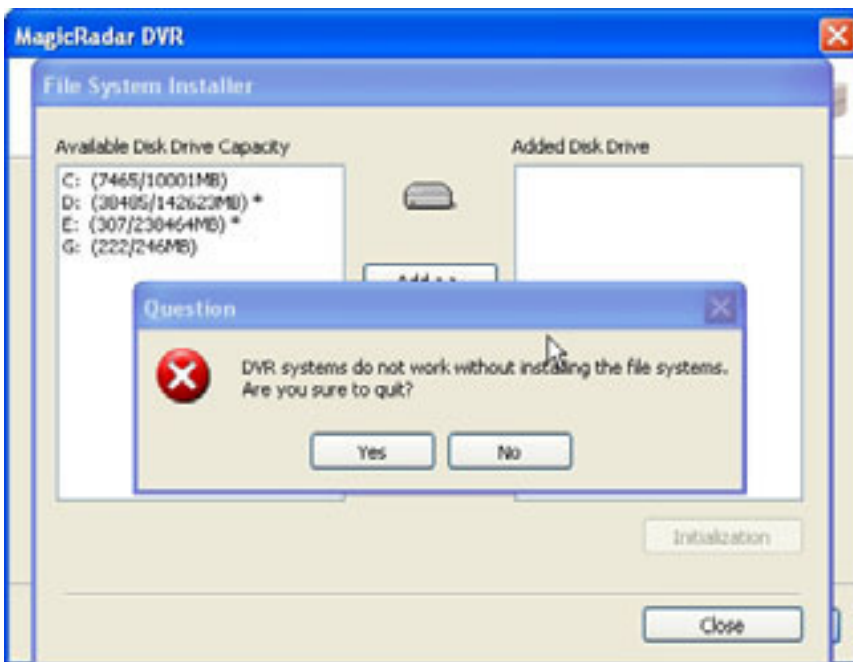 MagicRadar DVR
File System Installer
Available Disk Drive Capacity
Added Disk Drive
C: (7465/10001MB)
D: (38485/142623MB) *
E: (307/238464MB) *
G: (222/246MB)
Question
DVR systems do not work without installing the file systems.
Are you sure to quit?
Yes
No
Initialization
Close